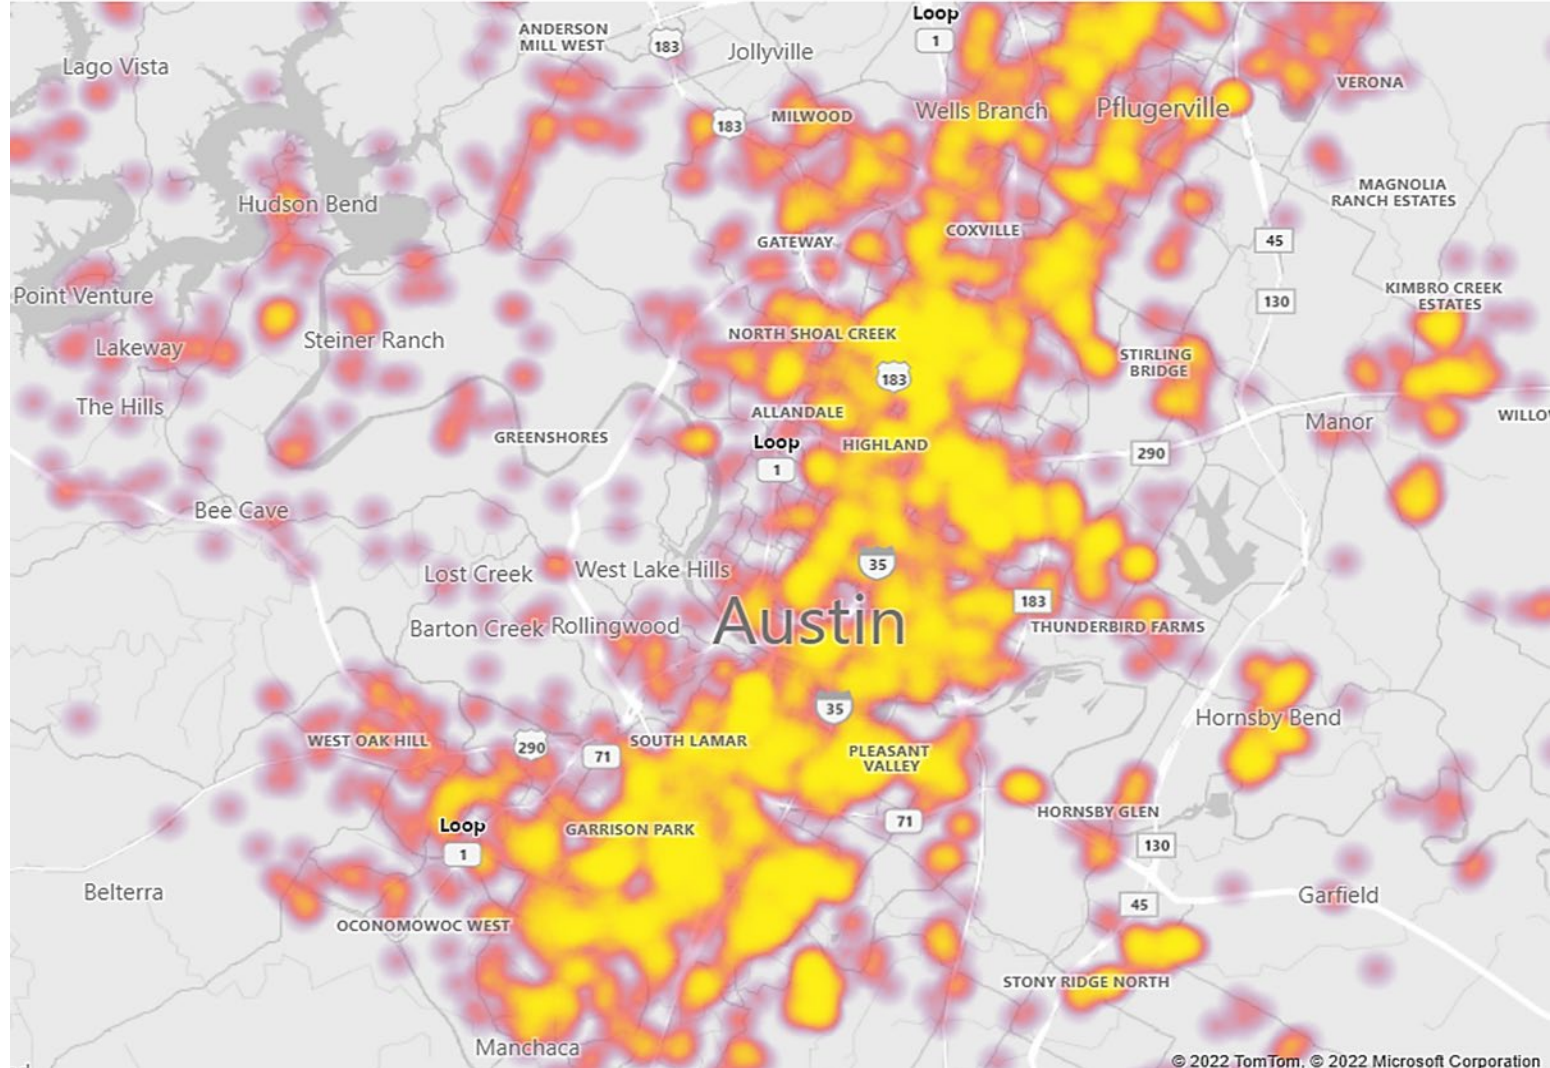 Loop
1
ANDERSON
MILL WEST
183
Jollyville
Lago Vista
VERONA
Wells Branch
Pflugerville
MILWOOD
183
MAGNOLIA
RANCH ESTATES
Hudson Bend
COXVILLE
GATEWAY
45
Point Venture
KIMBRO CREEK
ESTATES
130
NORTH SHOAL CREEK
Steiner Ranch
Lakeway
STIRLING
BRIDGE
183
The Hills
ALLANDALE
Manor
GREENSHORES
Loop
1
HIGHLAND
290
Bee Cave
35
Lost Creek
West Lake Hills
183
Austin
Barton Creek
Rollingwood
THUNDERBIRD FARMS
35
Hornsby Bend
WEST OAK HILL
290
71
SOUTH LAMAR
PLEASANT
VALLEY
HORNSBY GLEN
71
Loop
1
GARRISON PARK
130
Belterra
Garfield
45
OCONOMOWOC WEST
STONY RIDGE NORTH
Manchaca
© 2022 TomTom, © 2022 Microsoft Corporation